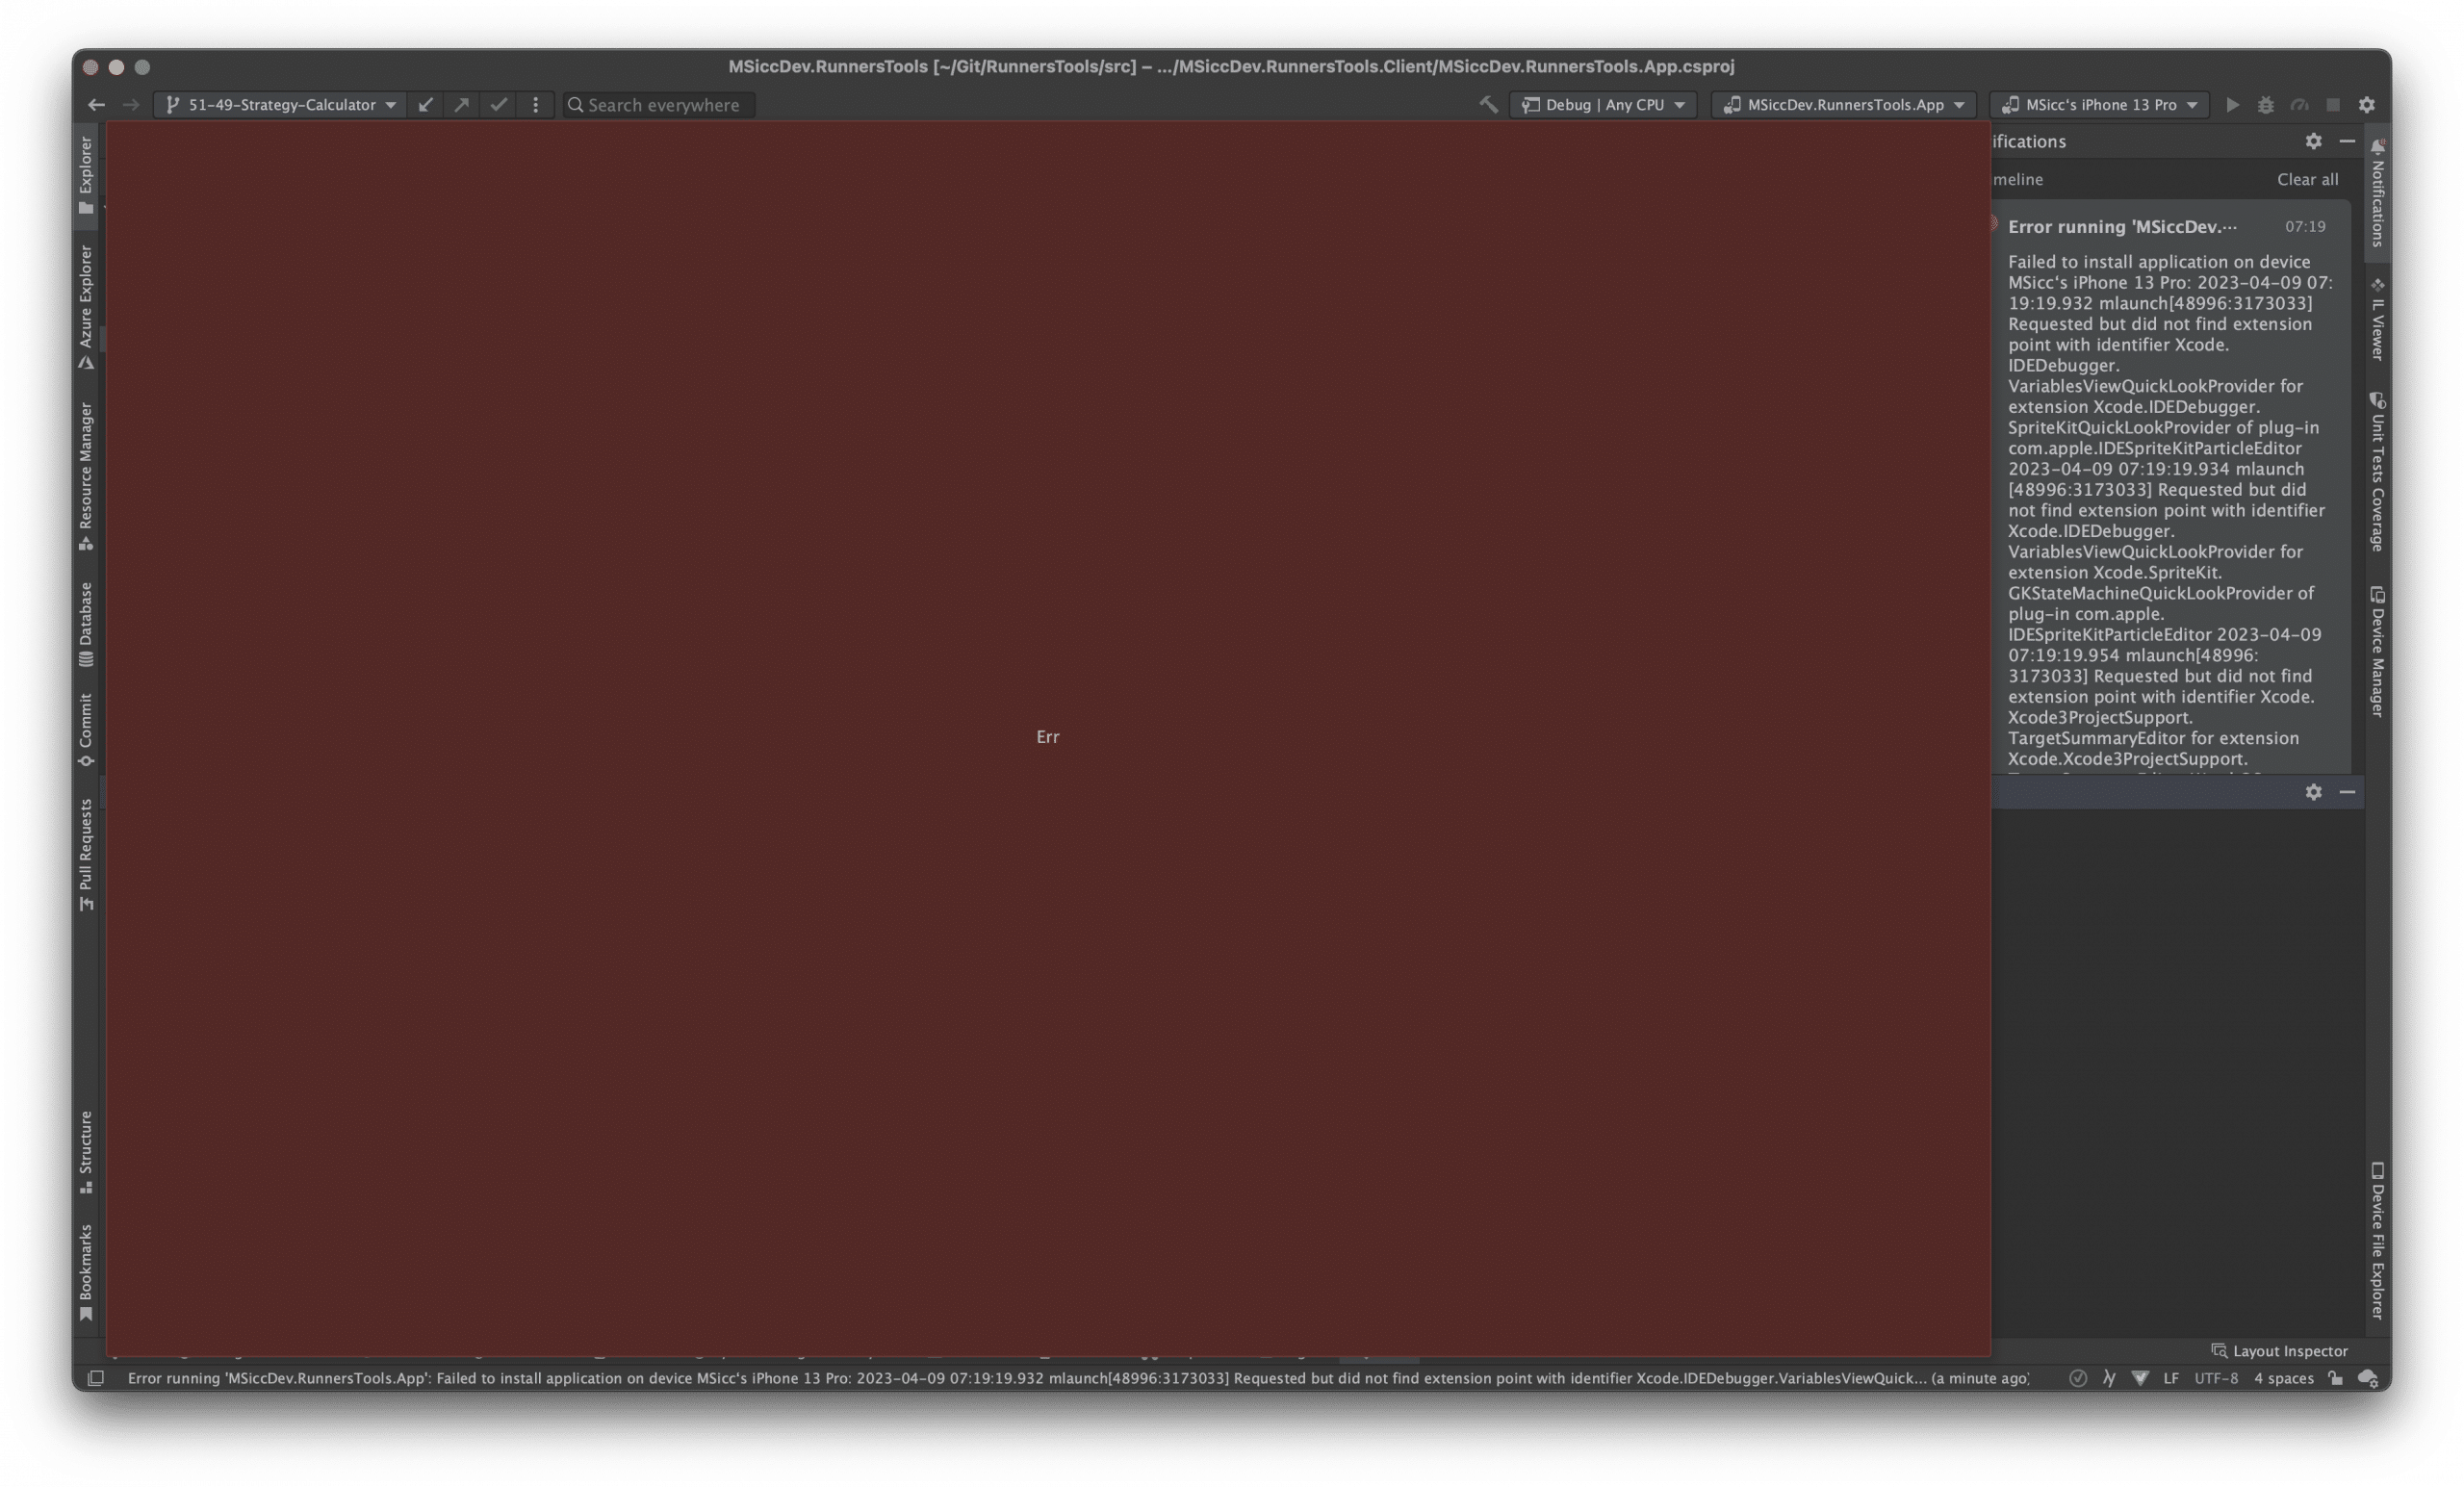 MSiccDev.RunnersTools [~/Git/RunnersTools/src] – .../MSiccDev.RunnersTools.Client/MSiccDev.RunnersTools.App.csproj
51-49-Strategy-Calculator
Search everywhere
Debug | Any CPU
MSiccDev.RunnersTools.App
MSicc‘s iPhone 13 Pro
Explorer
Azure Explorer
Resource Manager
Database
Commit
Pull Requests
Structure
Bookmarks
Err
ifications
meline
Clear all
Error running 'MSiccDev.···
07:19
Failed to install application on device
MSicc‘s iPhone 13 Pro: 2023-04-09 07:
19:19.932 mlaunch[48996:3173033]
Requested but did not find extension
point with identifier Xcode.
IDEDebugger.
VariablesViewQuickLookProvider for
extension Xcode.IDEDebugger.
SpriteKitQuickLookProvider of plug-in
com.apple.IDESpriteKitParticleEditor
2023-04-09 07:19:19.934 mlaunch
[48996:3173033] Requested but did
not find extension point with identifier
Xcode.IDEDebugger.
VariablesViewQuickLookProvider for
extension Xcode.SpriteKit.
GKStateMachineQuickLookProvider of
plug-in com.apple.
IDESpriteKitParticleEditor 2023-04-09
07:19:19.954 mlaunch[48996:
3173033] Requested but did not find
extension point with identifier Xcode.
Xcode3ProjectSupport.
TargetSummaryEditor for extension
Xcode.Xcode3ProjectSupport.
Notifications
IL Viewer
Unit Tests Coverage
Device Manager
Device File Explorer
Layout Inspector
Error running 'MSiccDev.RunnersTools.App': Failed to install application on device MSicc‘s iPhone 13 Pro: 2023-04-09 07:19:19.932 mlaunch[48996:3173033] Requested but did not find extension point with identifier Xcode.IDEDebugger.VariablesViewQuick... (a minute ago)
LF
UTF-8
4 spaces